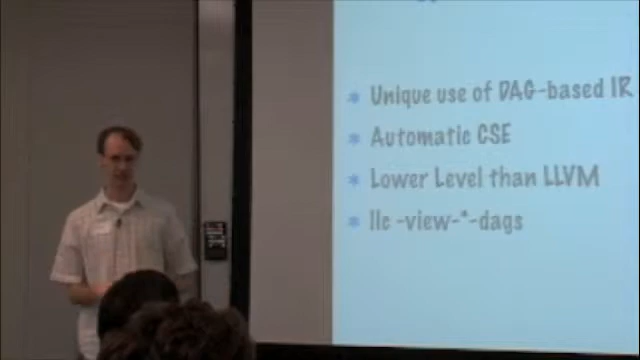 Unique use of DAG-based IR
Automatic CSE
Lower Level than LLVM
llc -view-*-dags